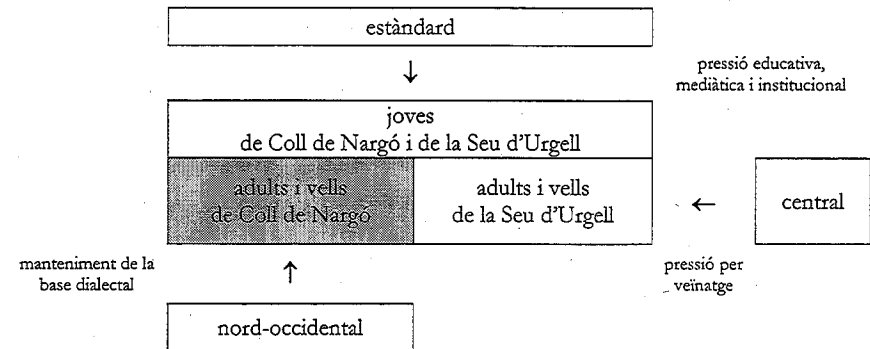 estàndard
↓
pressió educativa,
mediàtica i institucional
joves
de Coll de Nargó i de la Seu d'Urgell
adults i vells
de Coll de Nargó
adults i vells
de la Seu d'Urgell
←
central
manteniment de la
base dialectal
↑
pressió per
veïnatge
nord-occidental